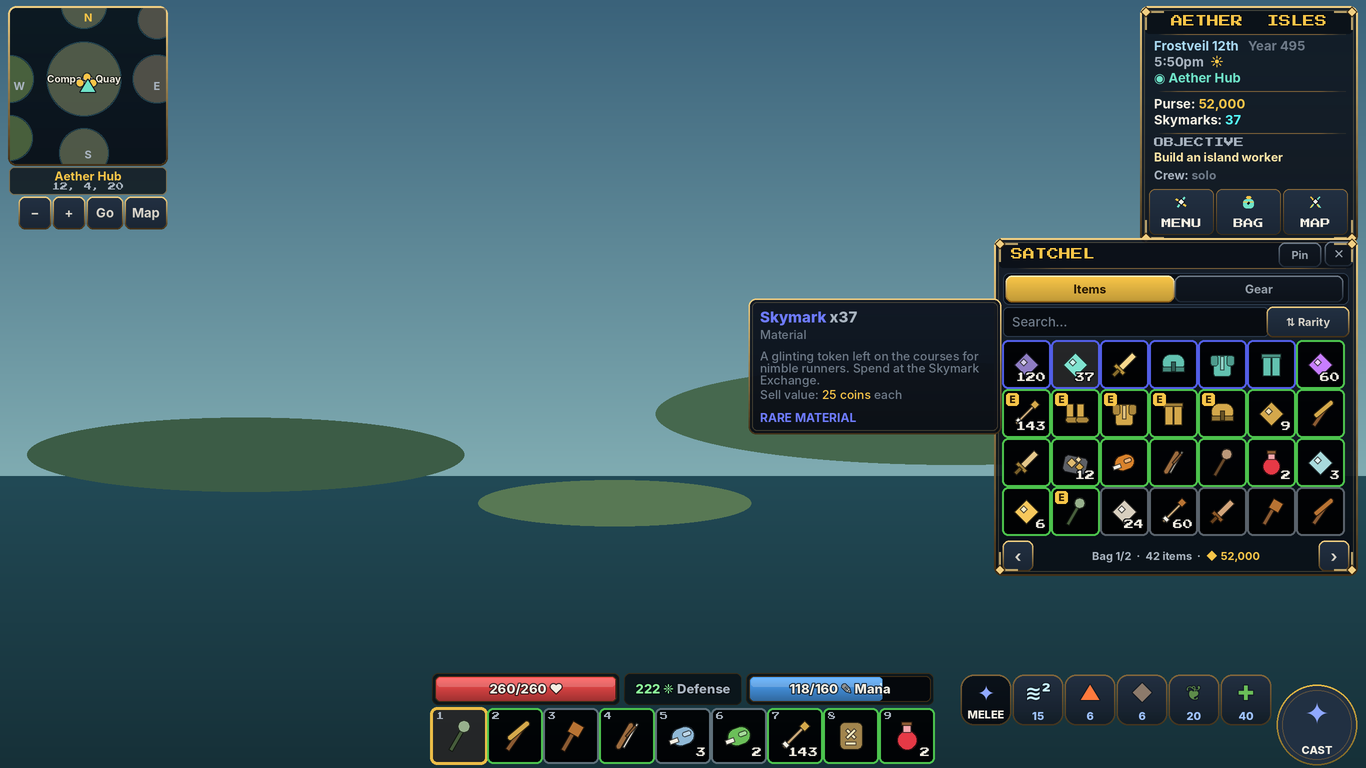 N
W
Compa Quay
E
S
Aether Hub
12, 4, 20
−
+
Go
Map
AETHER ISLES
Frostveil 12th Year 495
5:50pm ☀
◉ Aether Hub
Purse: 52,000
Skymarks: 37
OBJECTIVE
Build an island worker
Crew: solo
MENU
BAG
MAP
SATCHEL
Pin
×
Items
Gear
Search...
⇅ Rarity
120
37
60
E
143
E
E
E
E
9
12
2
3
6
E
24
60
‹
Bag 1/2 · 42 items · ◆ 52,000
›
Skymark x37
Material
A glinting token left on the courses for
nimble runners. Spend at the Skymark
Exchange.
Sell value: 25 coins each
RARE MATERIAL
260/260 ♥
222 ❈ Defense
118/160 ✎ Mana
1
2
3
4
5
3
6
2
7
143
8
9
2
MELEE
≋²
15
6
6
20
40
CAST